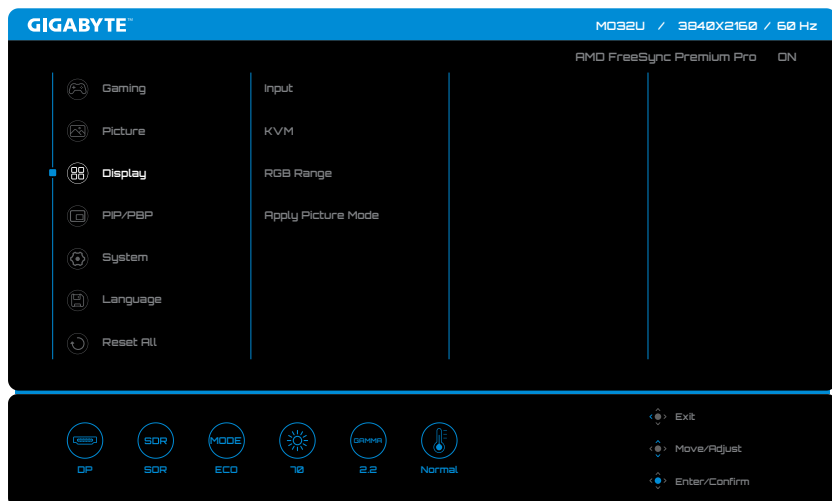 GIGABYTE™ MO32U / 3840X2160 / 60 Hz
AMD FreeSync Premium Pro ON
Gaming
Picture
Display
PIP/PBP
System
Language
Reset All
Input
KVM
RGB Range
Apply Picture Mode
SDR MODE GAMMA
DP SDR ECO 70 2.2 Normal
Exit
Move/Adjust
Enter/Confirm